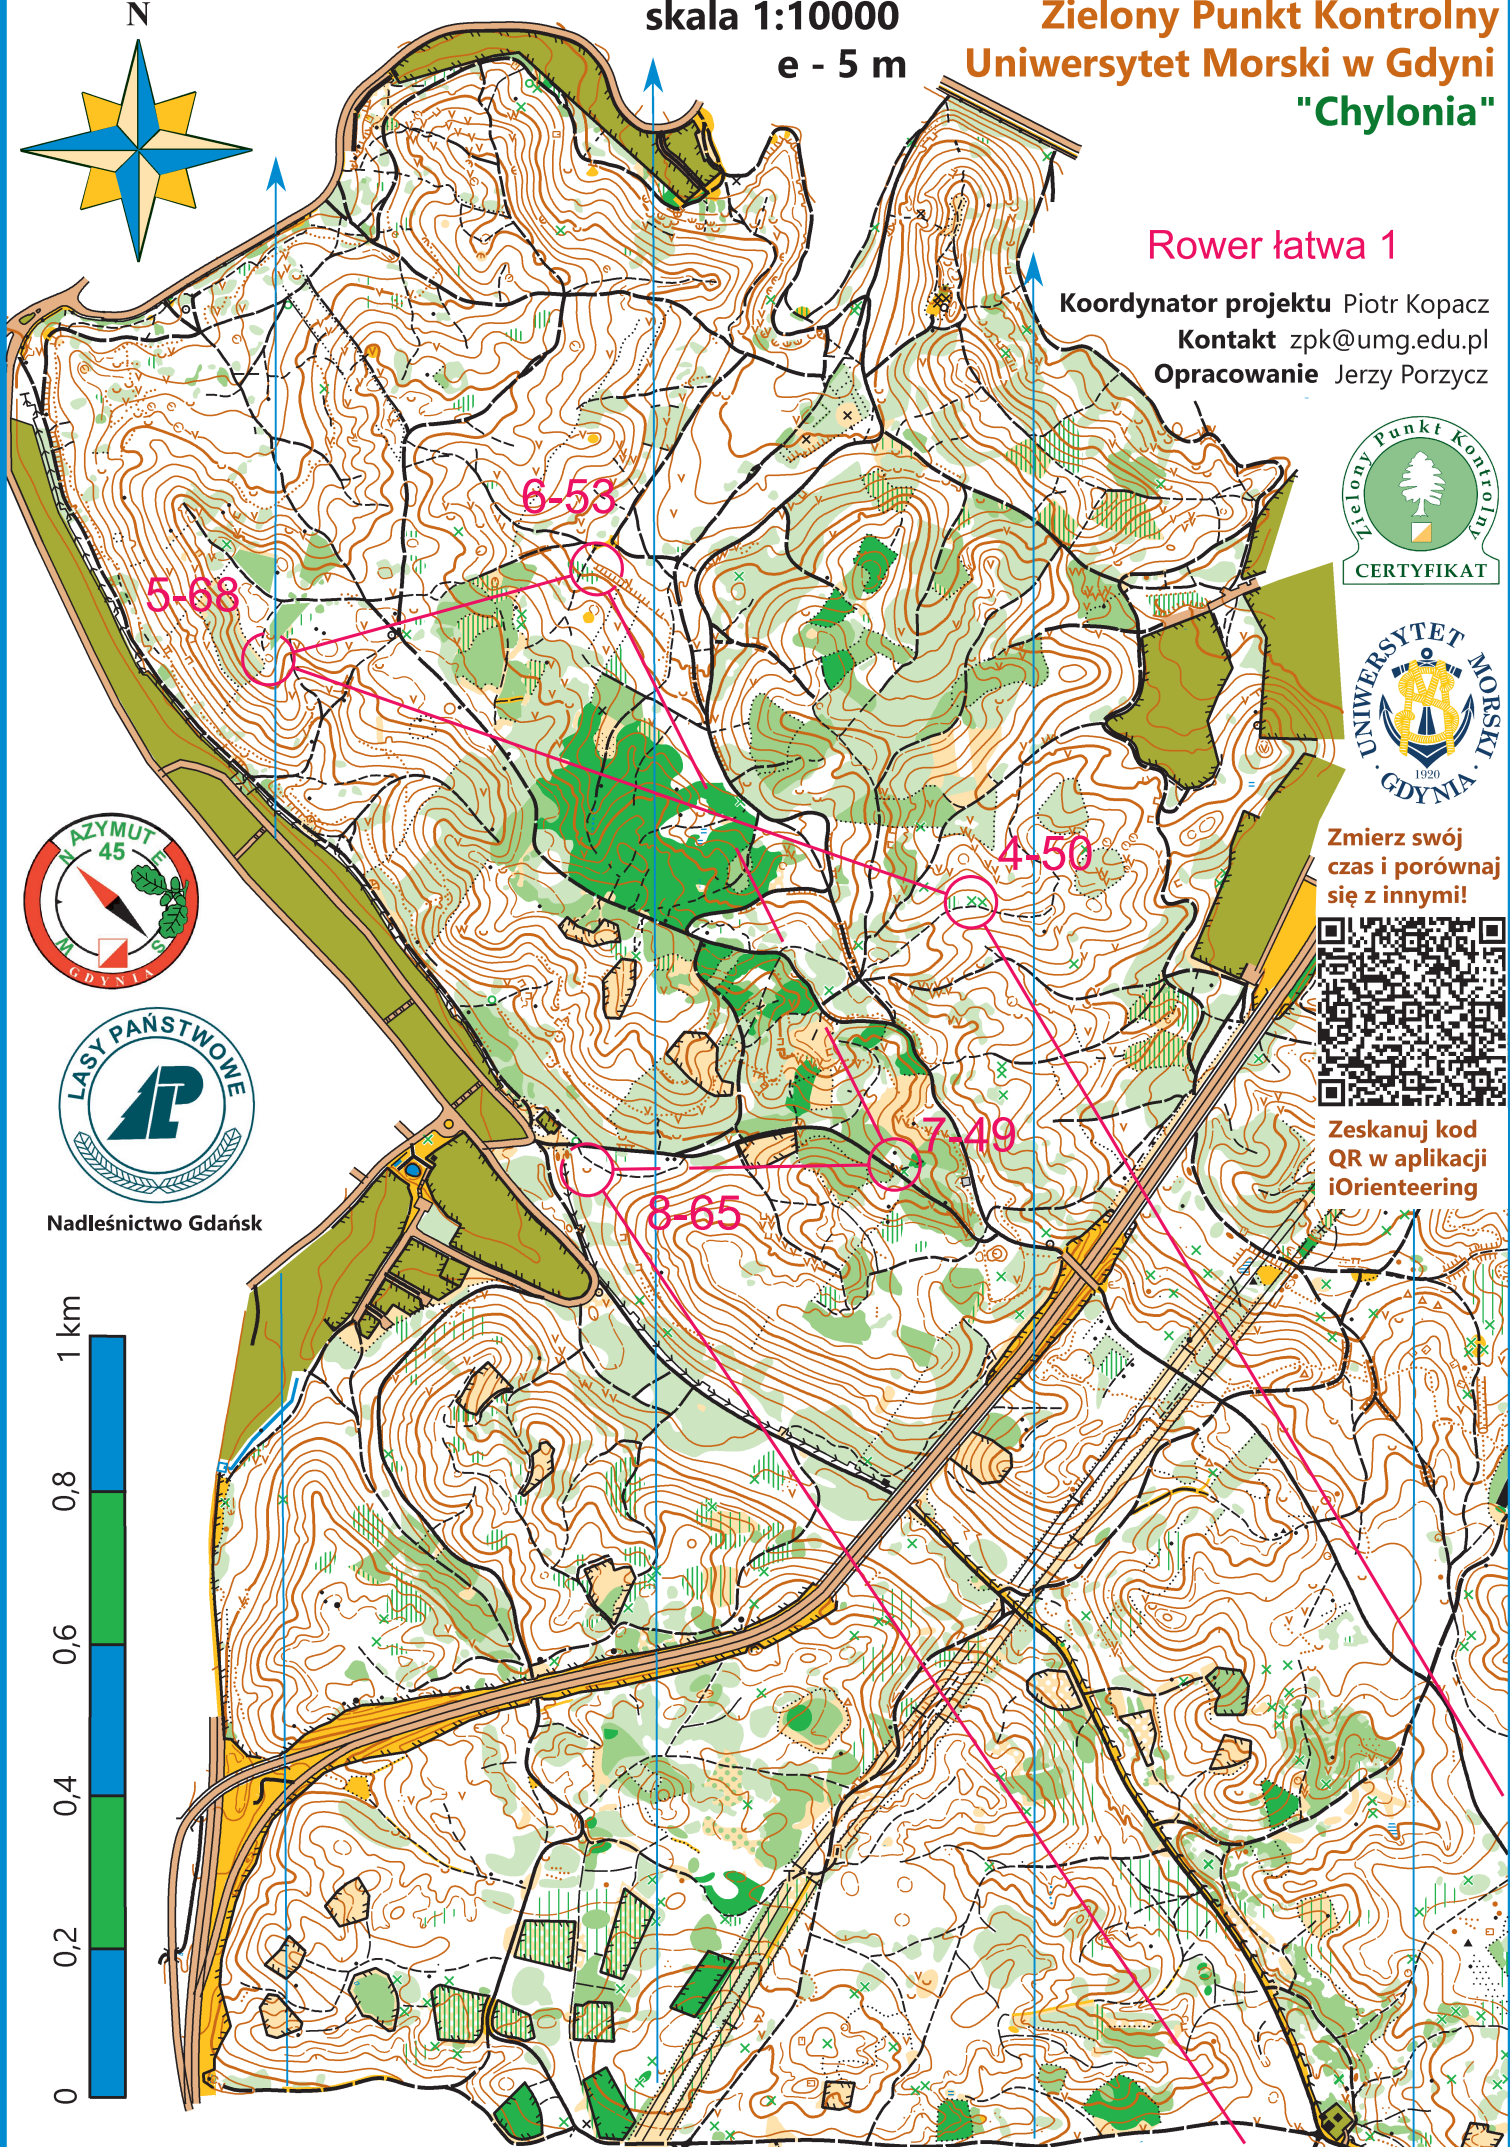 N
skala 1:10000
e - 5 m
Zielony Punkt Kontrolny
Uniwersytet Morski w Gdyni
"Chylonia"
Rower łatwa 1
Koordynator projektu Piotr Kopacz
Kontakt zpk@umg.edu.pl
Opracowanie Jerzy Porzycz
Zielony Punkt Kontrolny
CERTYFIKAT
6-53
5-68
UNIWERSYTET MORSKI
1920
GDYNIA
AZYMUT
45
N E
W S
GDYNIA
4-50
Zmierz swój
czas i porównaj
się z innymi!
LASY PAŃSTWOWE
LP
Nadleśnictwo Gdańsk
7-49
8-65
Zeskanuj kod
QR w aplikacji
iOrienteering
1 km
0,8
0,6
0,4
0,2
0